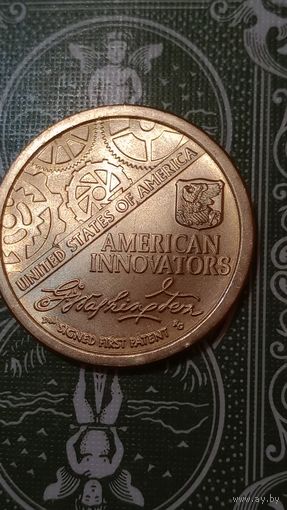 UNITED STATES OF AMERICA
AMERICAN
INNOVATORS
SIGNED FIRST PATENT
www.ay.by